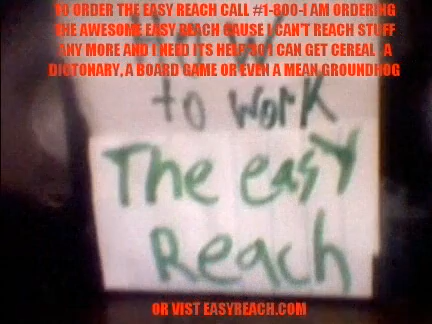 TO ORDER THE EASY REACH CALL #1-800-I AM ORDERING
THE AWESOME EASY REACH CAUSE I CAN'T REACH STUFF
ANY MORE AND I NEED ITS HELP SO I CAN GET CEREAL A
DICTONARY, A BOARD GAME OR EVEN A MEAN GROUNDHOG
How
to work
The easy
Reach
OR VIST EASYREACH.COM